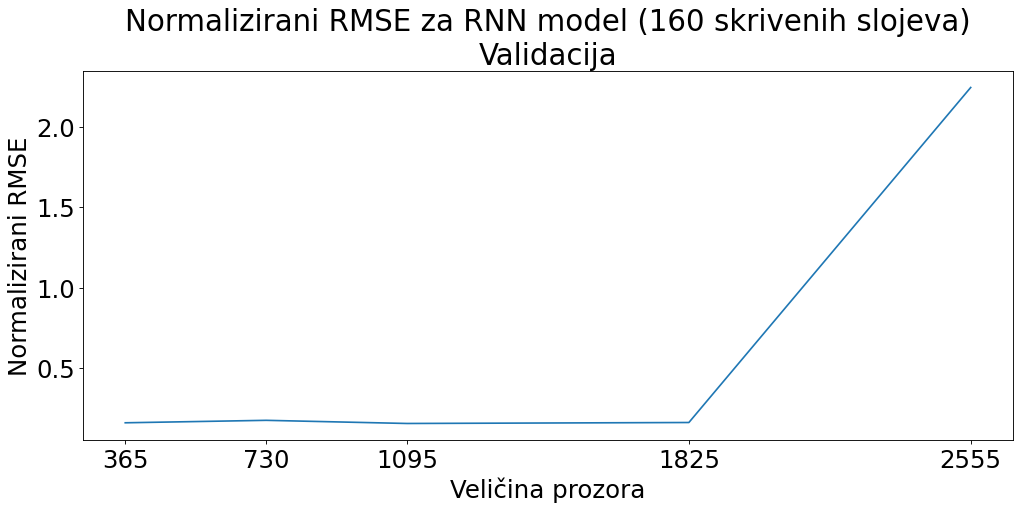 Normalizirani RMSE za RNN model (160 skrivenih slojeva)
Validacija
Normalizirani RMSE
2.0
1.5
1.0
0.5
365 730 1095 1825 2555
Veličina prozora